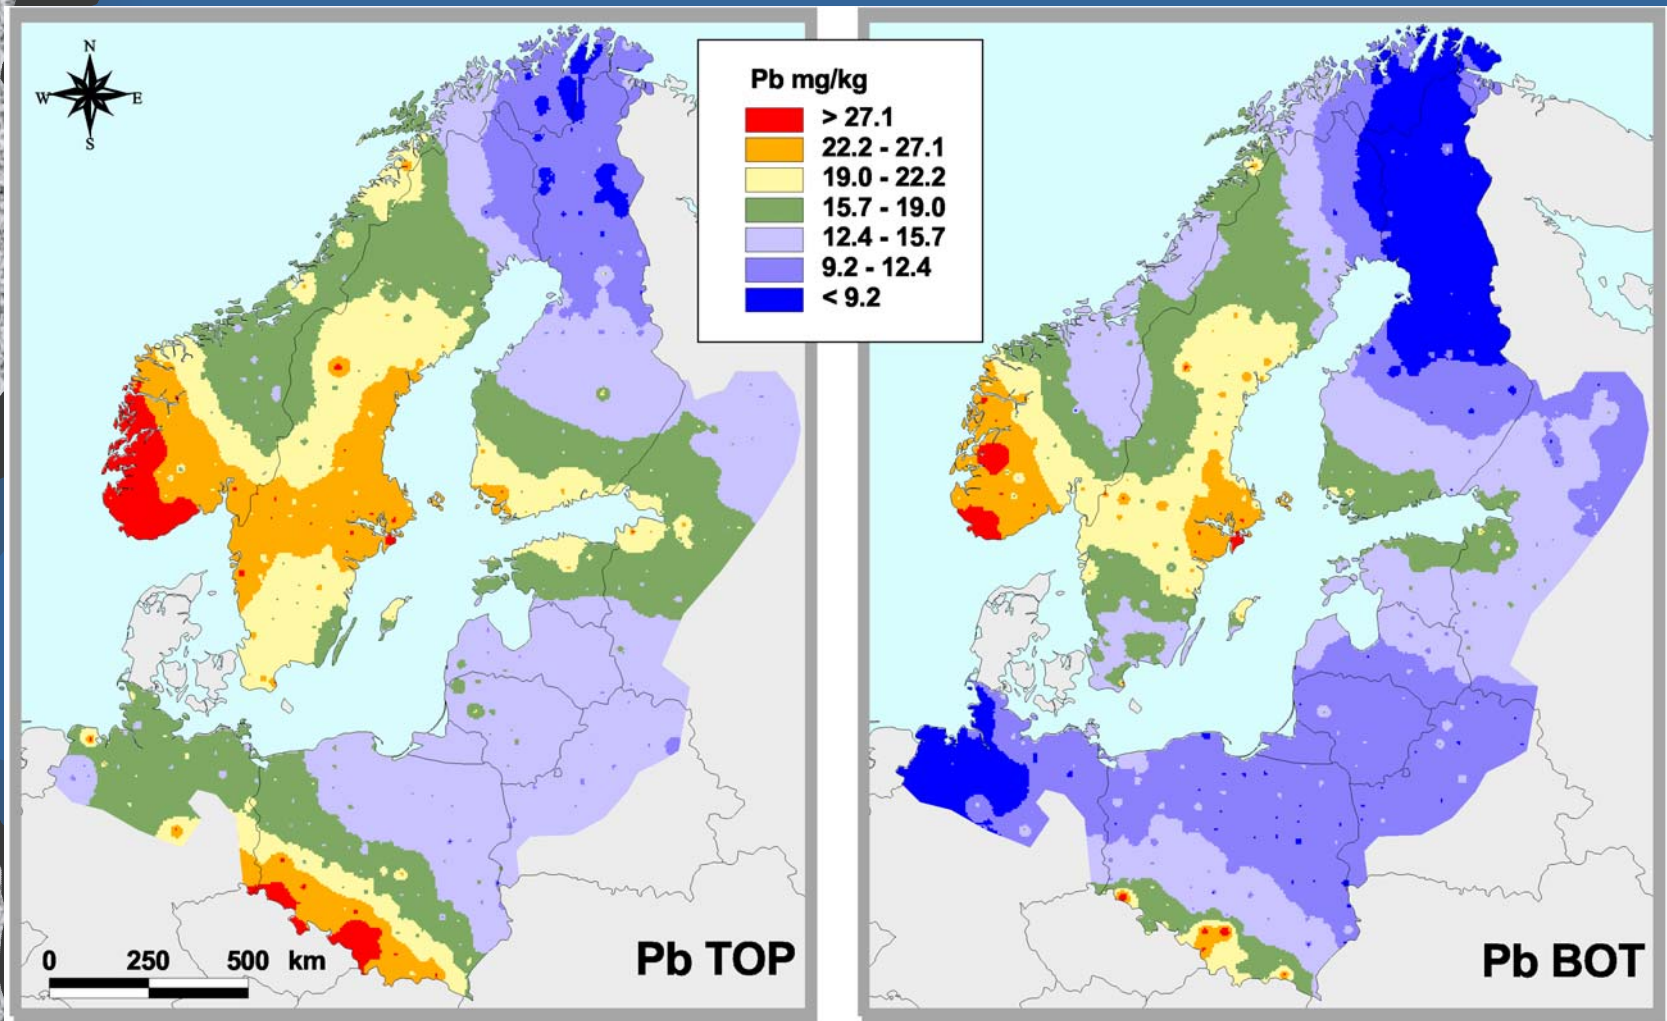 N
W E
S
Pb mg/kg
> 27.1
22.2 - 27.1
19.0 - 22.2
15.7 - 19.0
12.4 - 15.7
9.2 - 12.4
< 9.2
0 250 500 km
Pb TOP
Pb BOT